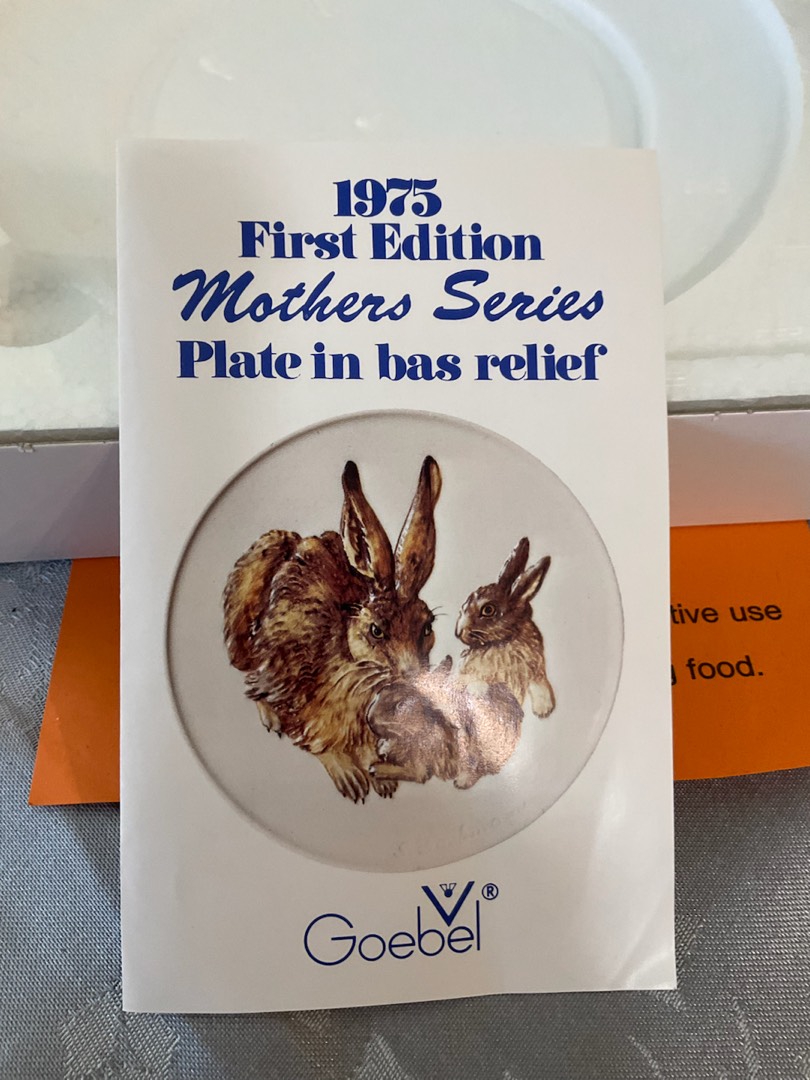 1975
First Edition
Mothers Series
Plate in bas relief
tive use
food.
Goebel ®